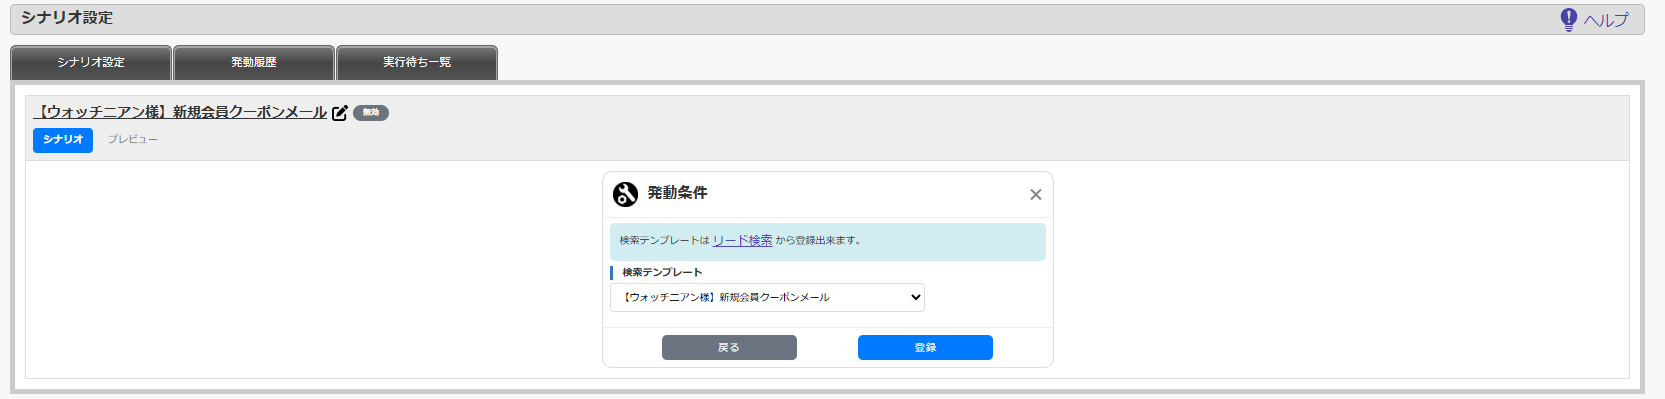 シナリオ設定
ヘルプ
シナリオ設定
発動履歴
実行待ち一覧
【ウォッチニアン様】新規会員クーポンメール
無効
シナリオ
プレビュー
発動条件
検索テンプレートは リード検索 から登録出来ます。
検索テンプレート
【ウォッチニアン様】新規会員クーポンメール
戻る
登録